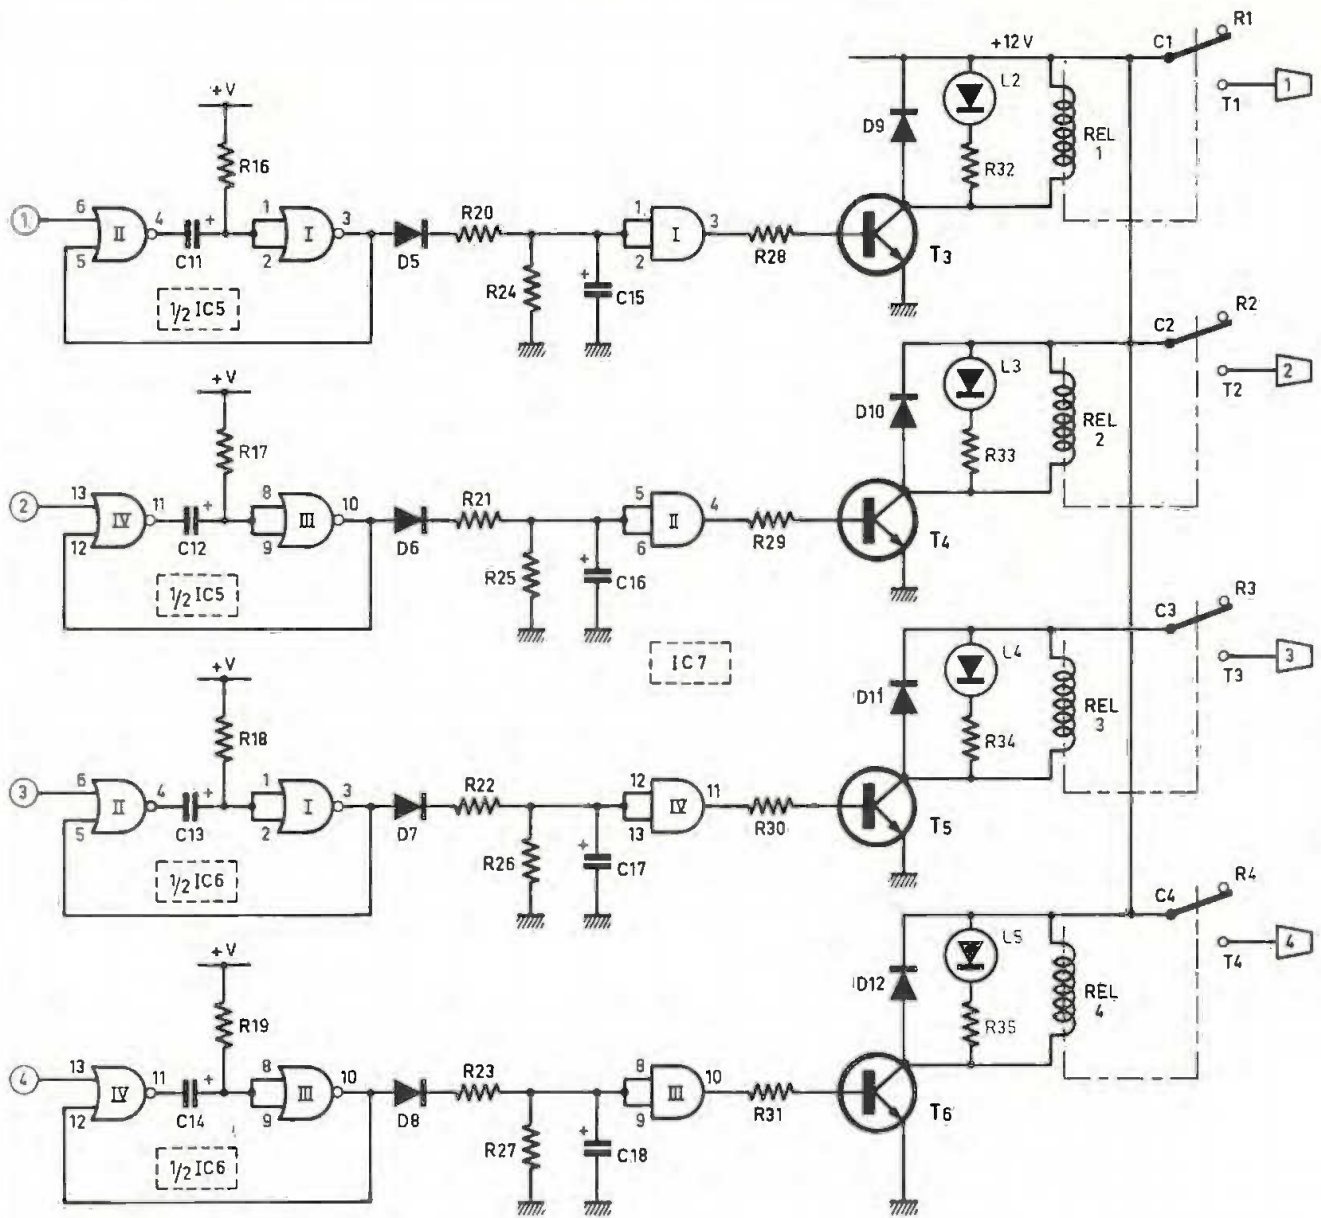 +12V
C1
R1
L2
T1
1
D9
R32
REL 1
+V
R16
1
6
5
II
4
C11
+
1
2
I
3
D5
R20
R24
+
C15
1
2
I
3
R28
T3
1/2 IC5
C2
R2
L3
T2
2
D10
R33
REL 2
+V
R17
2
13
12
IV
11
C12
+
8
9
III
10
D6
R21
R25
+
C16
5
6
II
4
R29
T4
1/2 IC5
IC7
C3
R3
L4
T3
3
D11
R34
REL 3
+V
R18
3
6
5
II
4
C13
+
1
2
I
3
D7
R22
R26
+
C17
12
13
IV
11
R30
T5
1/2 IC6
C4
R4
L5
T4
4
D12
R35
REL 4
+V
R19
4
13
12
IV
11
C14
+
8
9
III
10
D8
R23
R27
+
C18
8
9
III
10
R31
T6
1/2 IC6